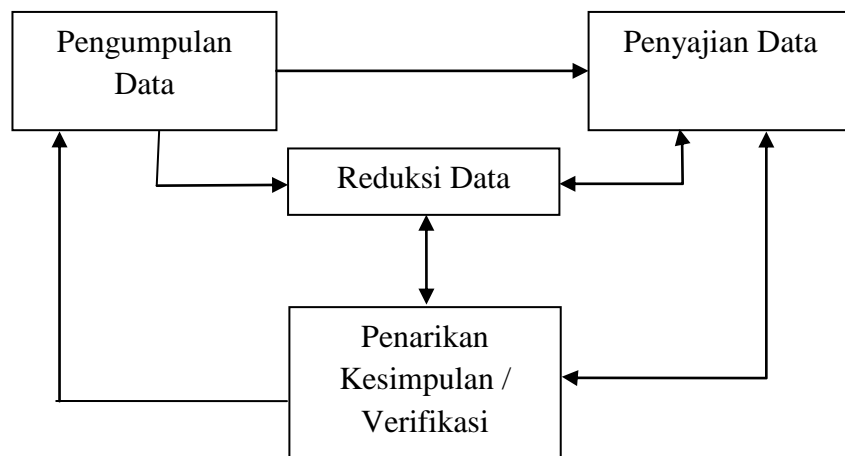 Pengumpulan
Data
Penyajian Data
Reduksi Data
Penarikan
Kesimpulan /
Verifikasi